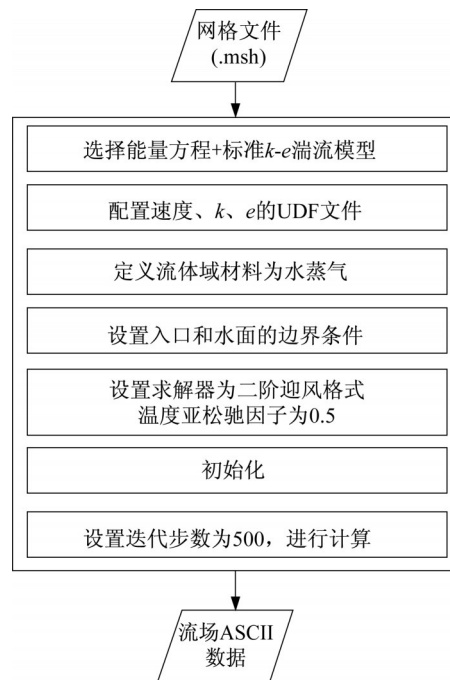 网格文件
(.msh)
选择能量方程+标准k-e湍流模型
配置速度、k、e的UDF文件
定义流体域材料为水蒸气
设置入口和水面的边界条件
设置求解器为二阶迎风格式
温度亚松驰因子为0.5
初始化
设置迭代步数为500，进行计算
流场ASCII
数据